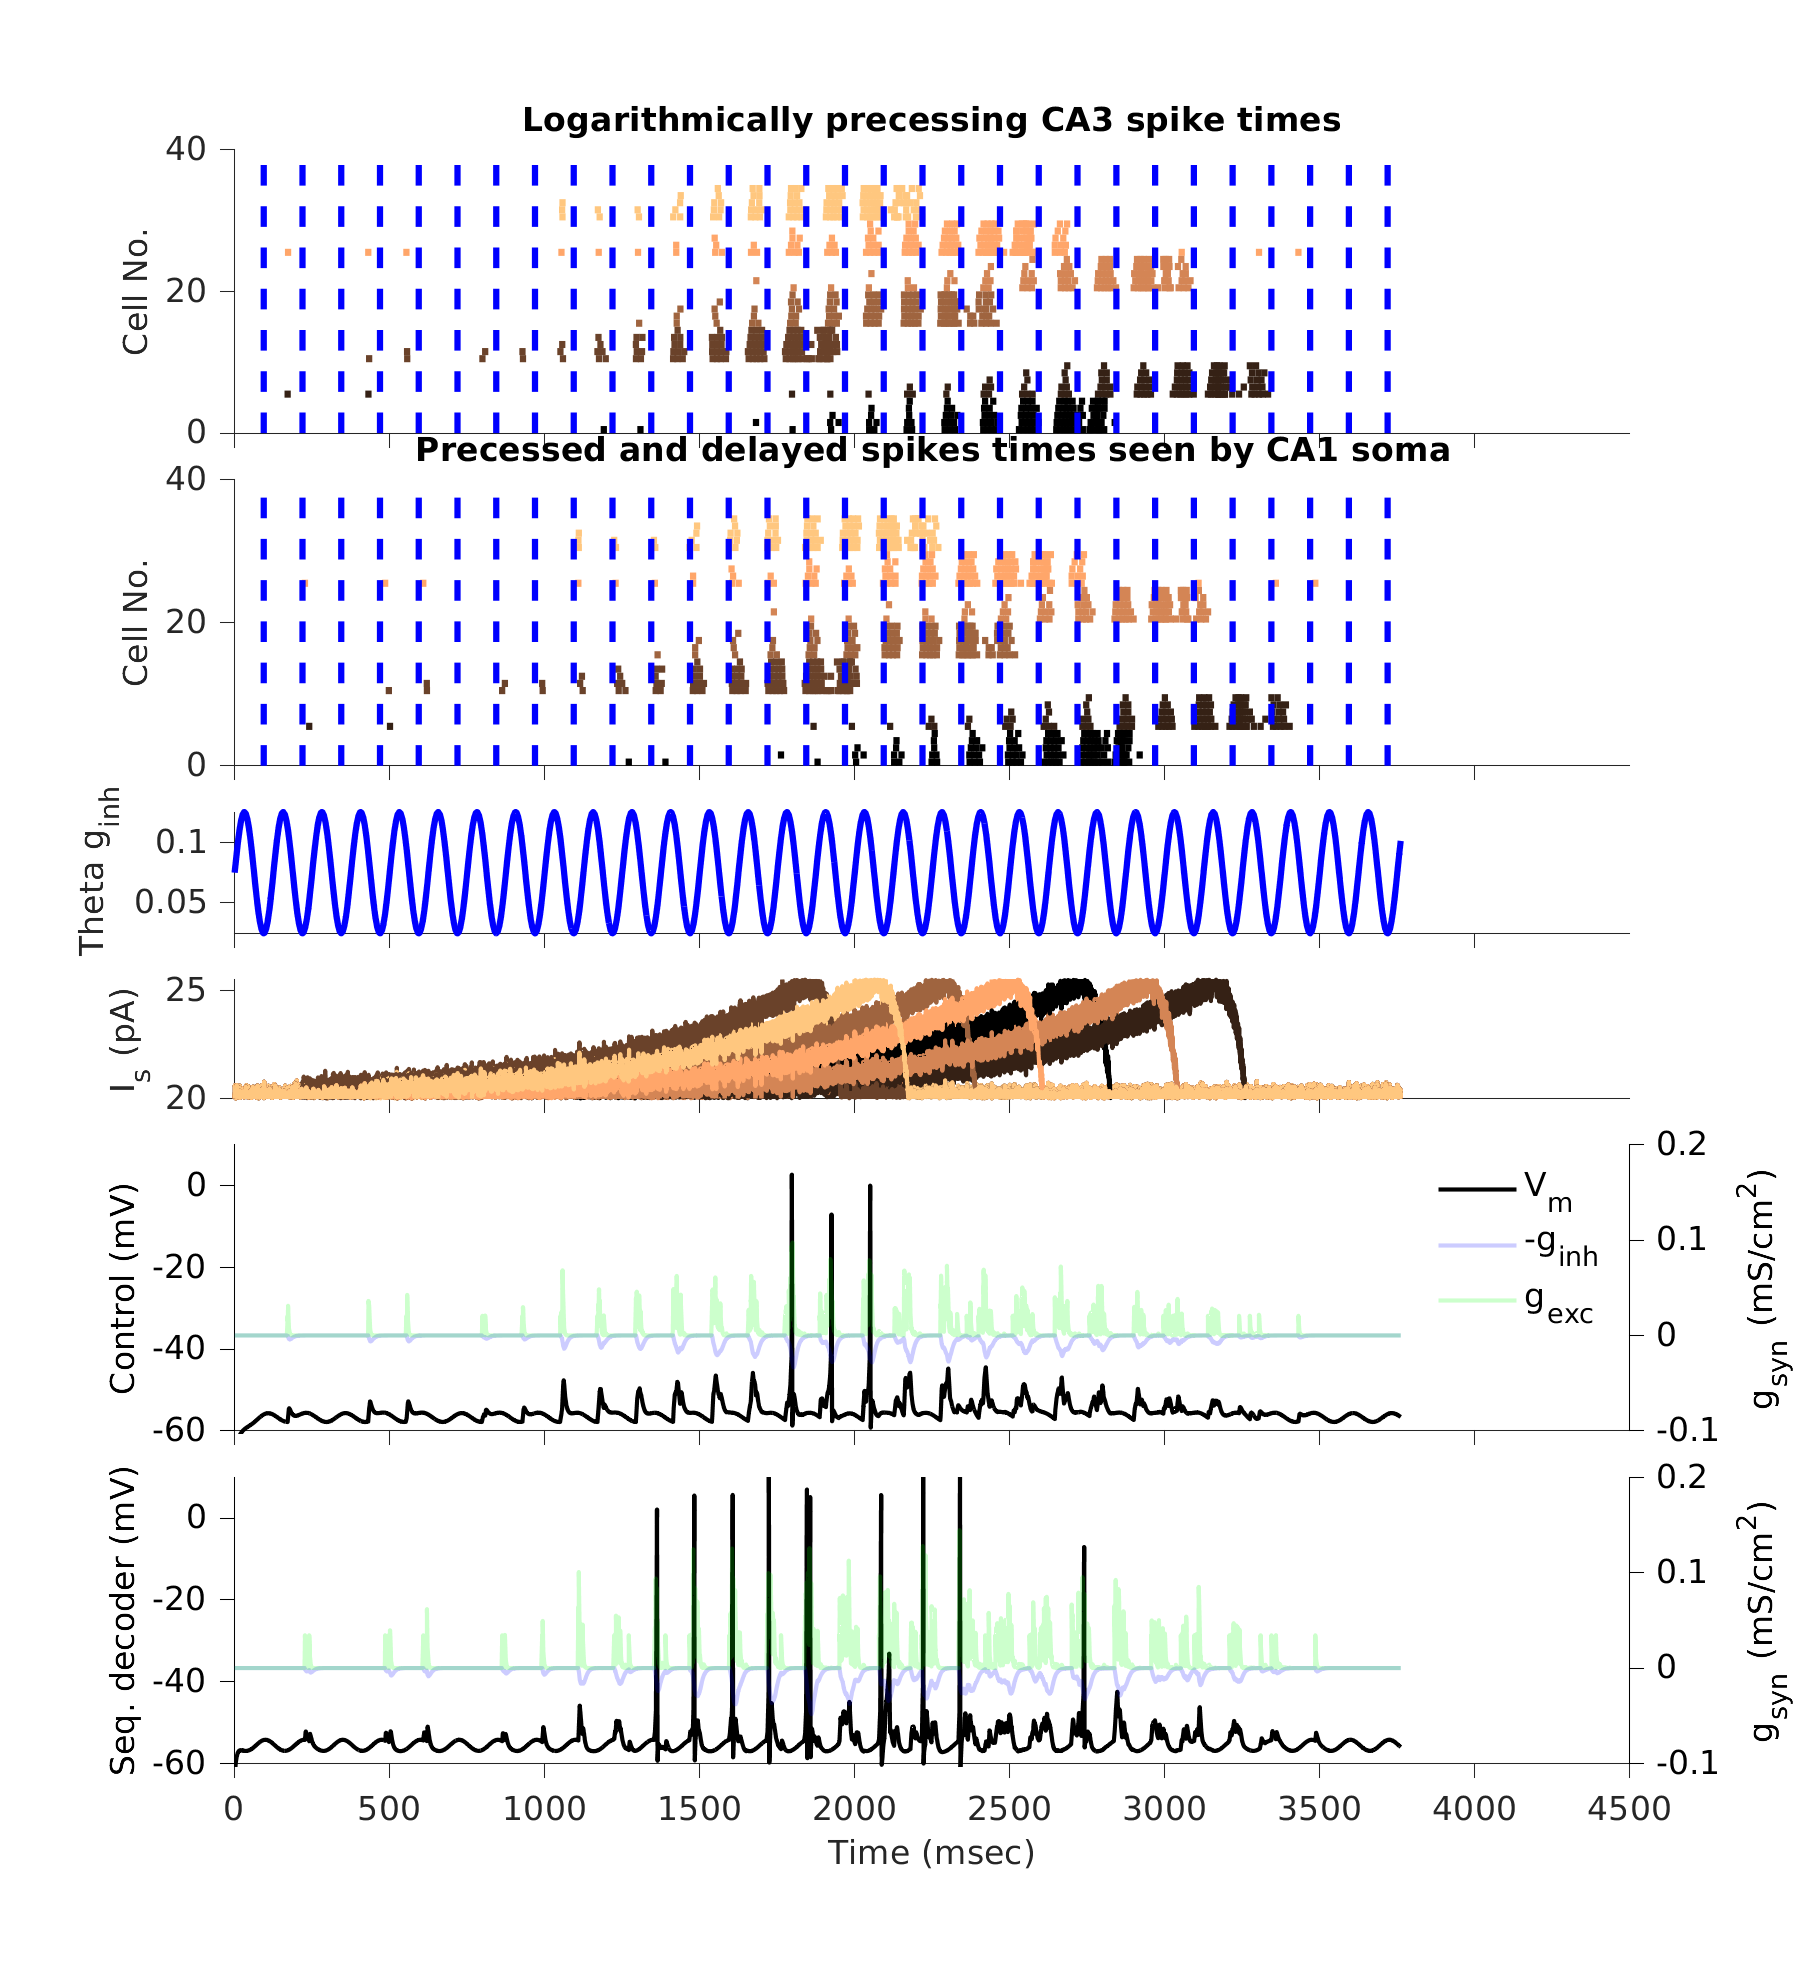 Logarithmically precessing CA3 spike times
40
20
0
Cell No.
Precessed and delayed spikes times seen by CA1 soma
40
20
0
Cell No.
0.1
0.05
Theta g_inh
25
20
I_s (pA)
0
-20
-40
-60
Control (mV)
0.2
0.1
0
-0.1
g_syn (mS/cm^2)
V_m
-g_inh
g_exc
0
-20
-40
-60
Seq. decoder (mV)
0.2
0.1
0
-0.1
g_syn (mS/cm^2)
0 500 1000 1500 2000 2500 3000 3500 4000 4500
Time (msec)